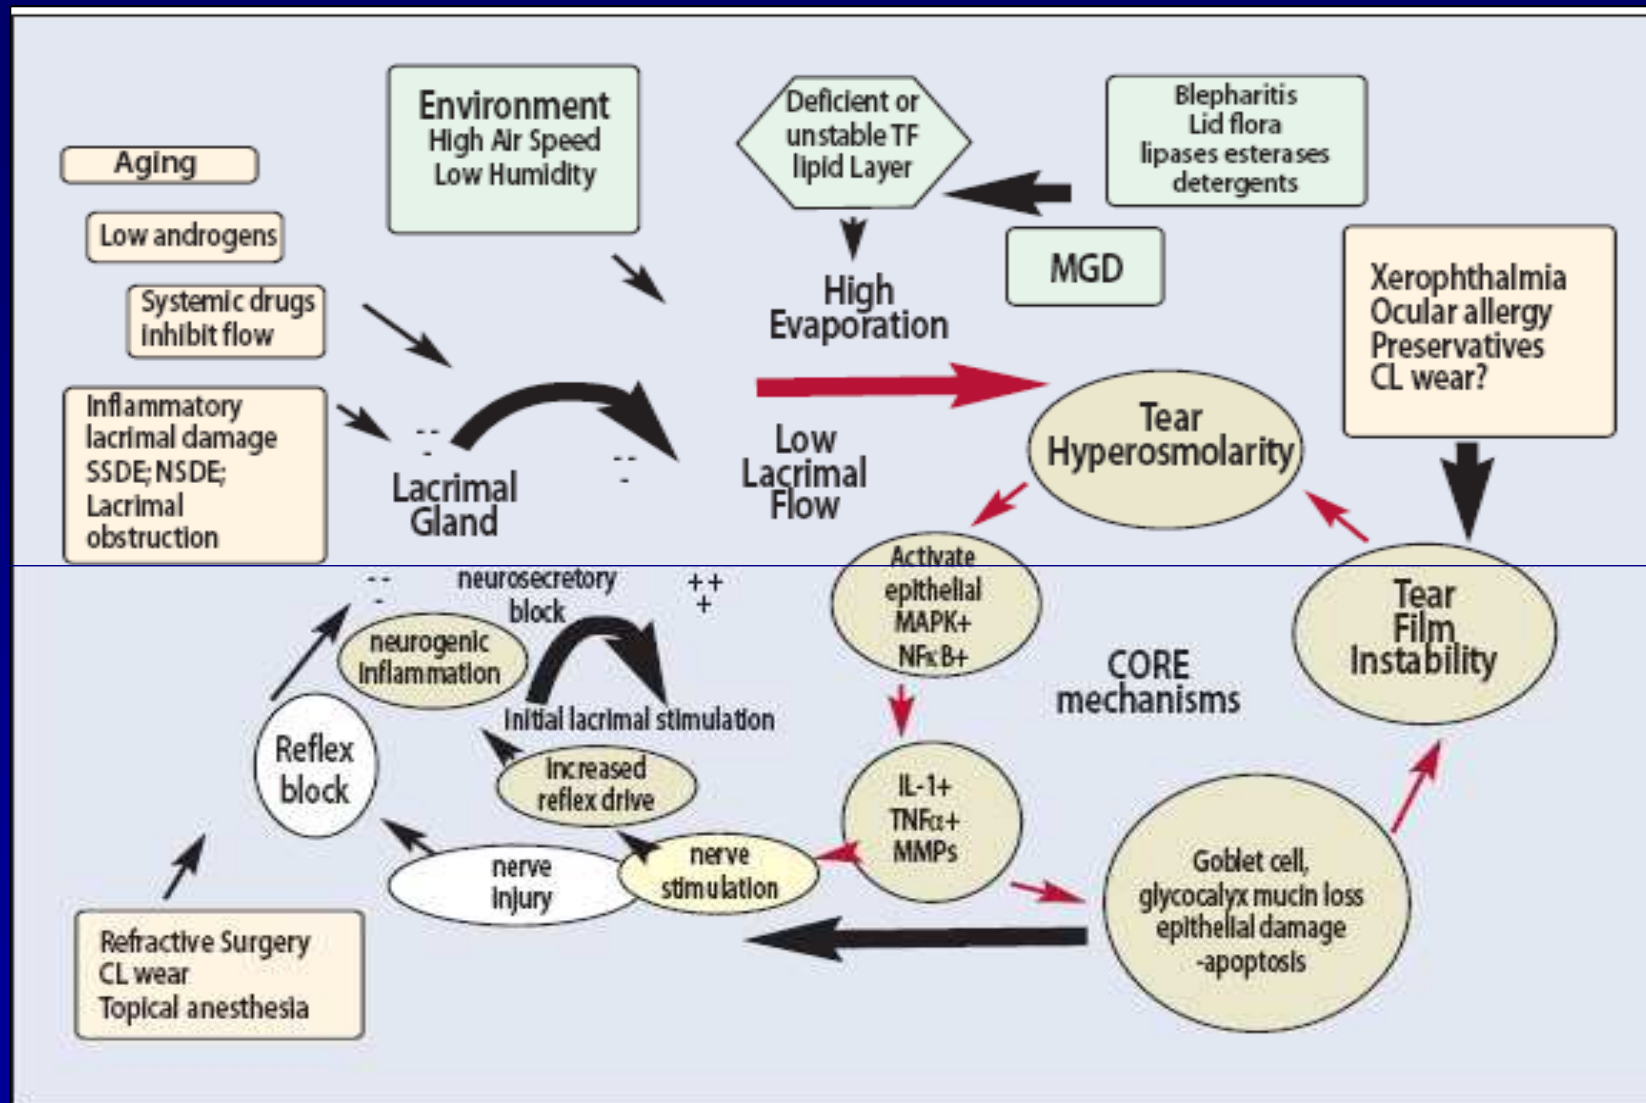 Aging
Low androgens
Systemic drugs
inhibit flow
Inflammatory
lacrimal damage
SSDE; NSDE;
Lacrimal
obstruction
Environment
High Air Speed
Low Humidity
Deficient or
unstable TF
lipid Layer
Blepharitis
Lid flora
lipases esterases
detergents
MGD
High
Evaporation
Xerophthalmia
Ocular allergy
Preservatives
CL wear?
- -
-
Lacrimal
Gland
- -
-
Low
Lacrimal
Flow
Tear
Hyperosmolarity
Activate
epithelial
MAPK+
NFκB+
Tear
Film
Instability
CORE
mechanisms
- -
-
neurosecretory
block
+ +
+
neurogenic
inflammation
initial lacrimal stimulation
Reflex
block
increased
reflex drive
IL-1+
TNFα+
MMPs
nerve
injury
nerve
stimulation
Goblet cell,
glycocalyx mucin loss
epithelial damage
-apoptosis
Refractive Surgery
CL wear
Topical anesthesia